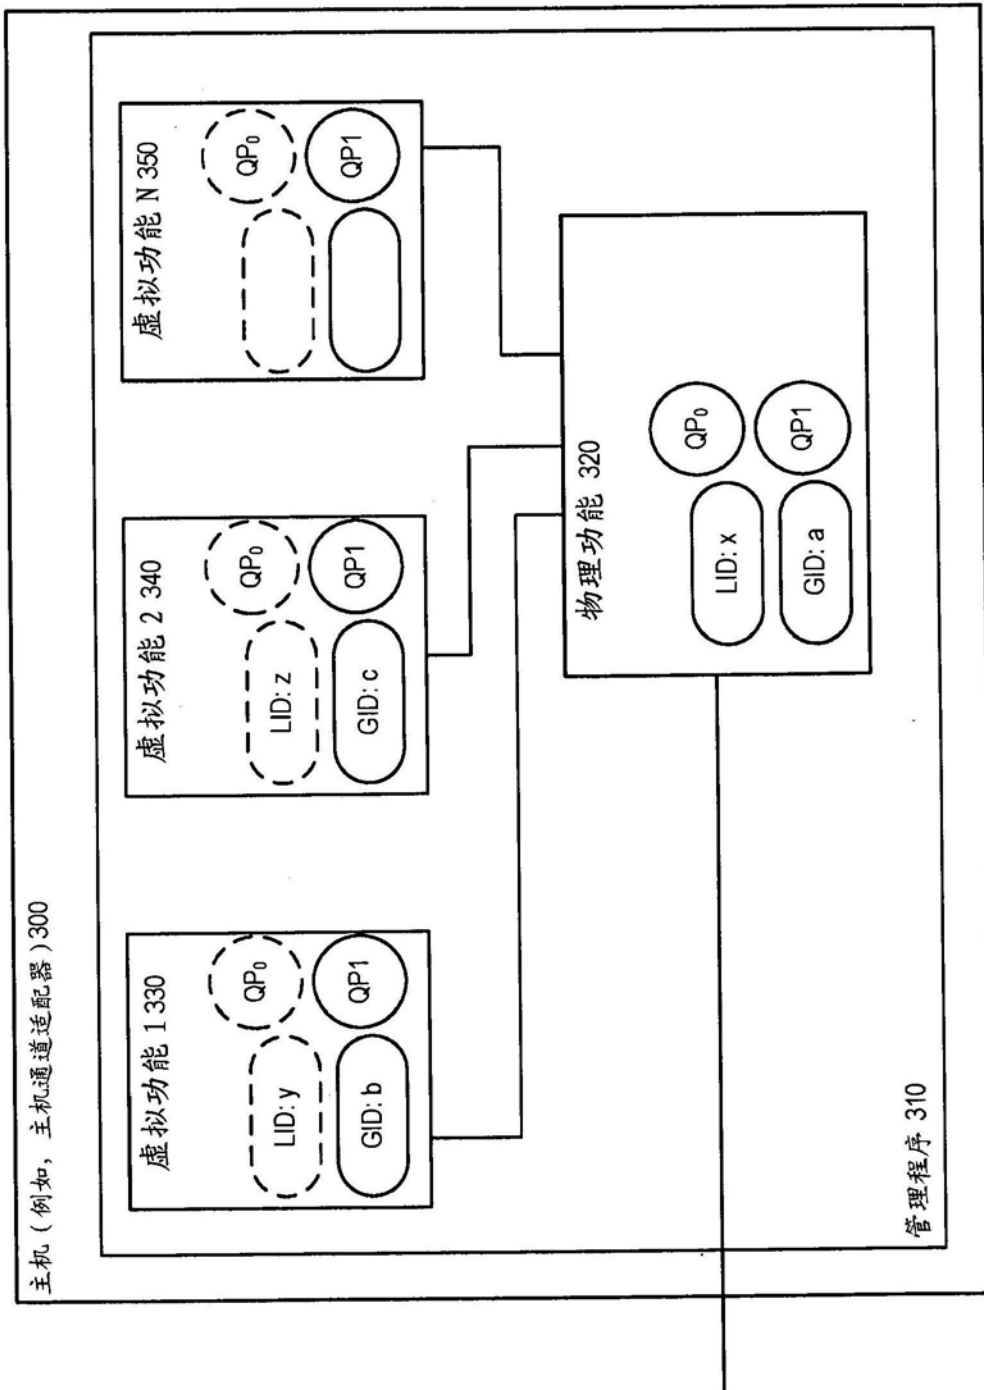 主机（例如，主机通道适配器）300
虚拟功能 1 330
QP₀
LID: y
QP1
GID: b
虚拟功能 2 340
QP₀
LID: z
QP1
GID: c
虚拟功能 N 350
QP₀
QP1
物理功能 320
LID: x
QP₀
GID: a
QP1
管理程序 310